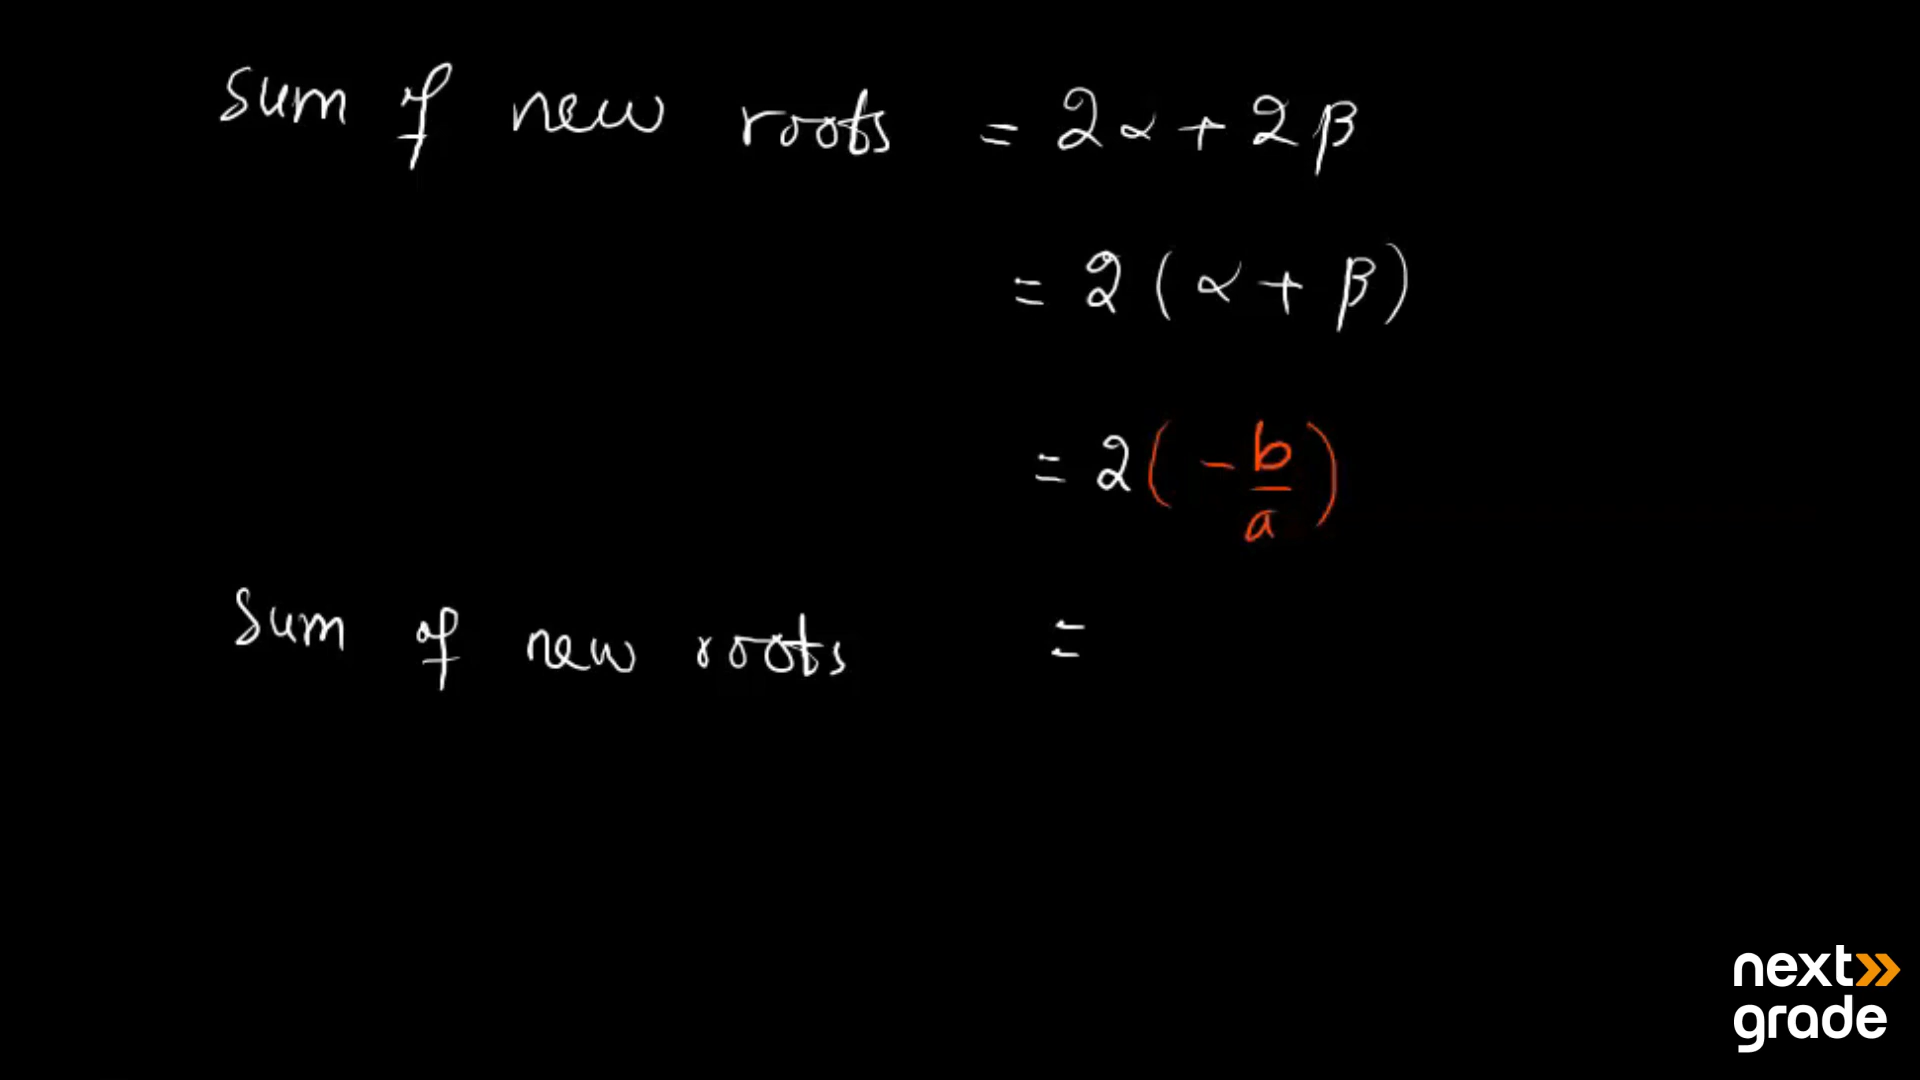 Sum of new roots = 2α + 2β
= 2 (α + β)
= 2 (- b/a)
Sum of new roots =
next
grade